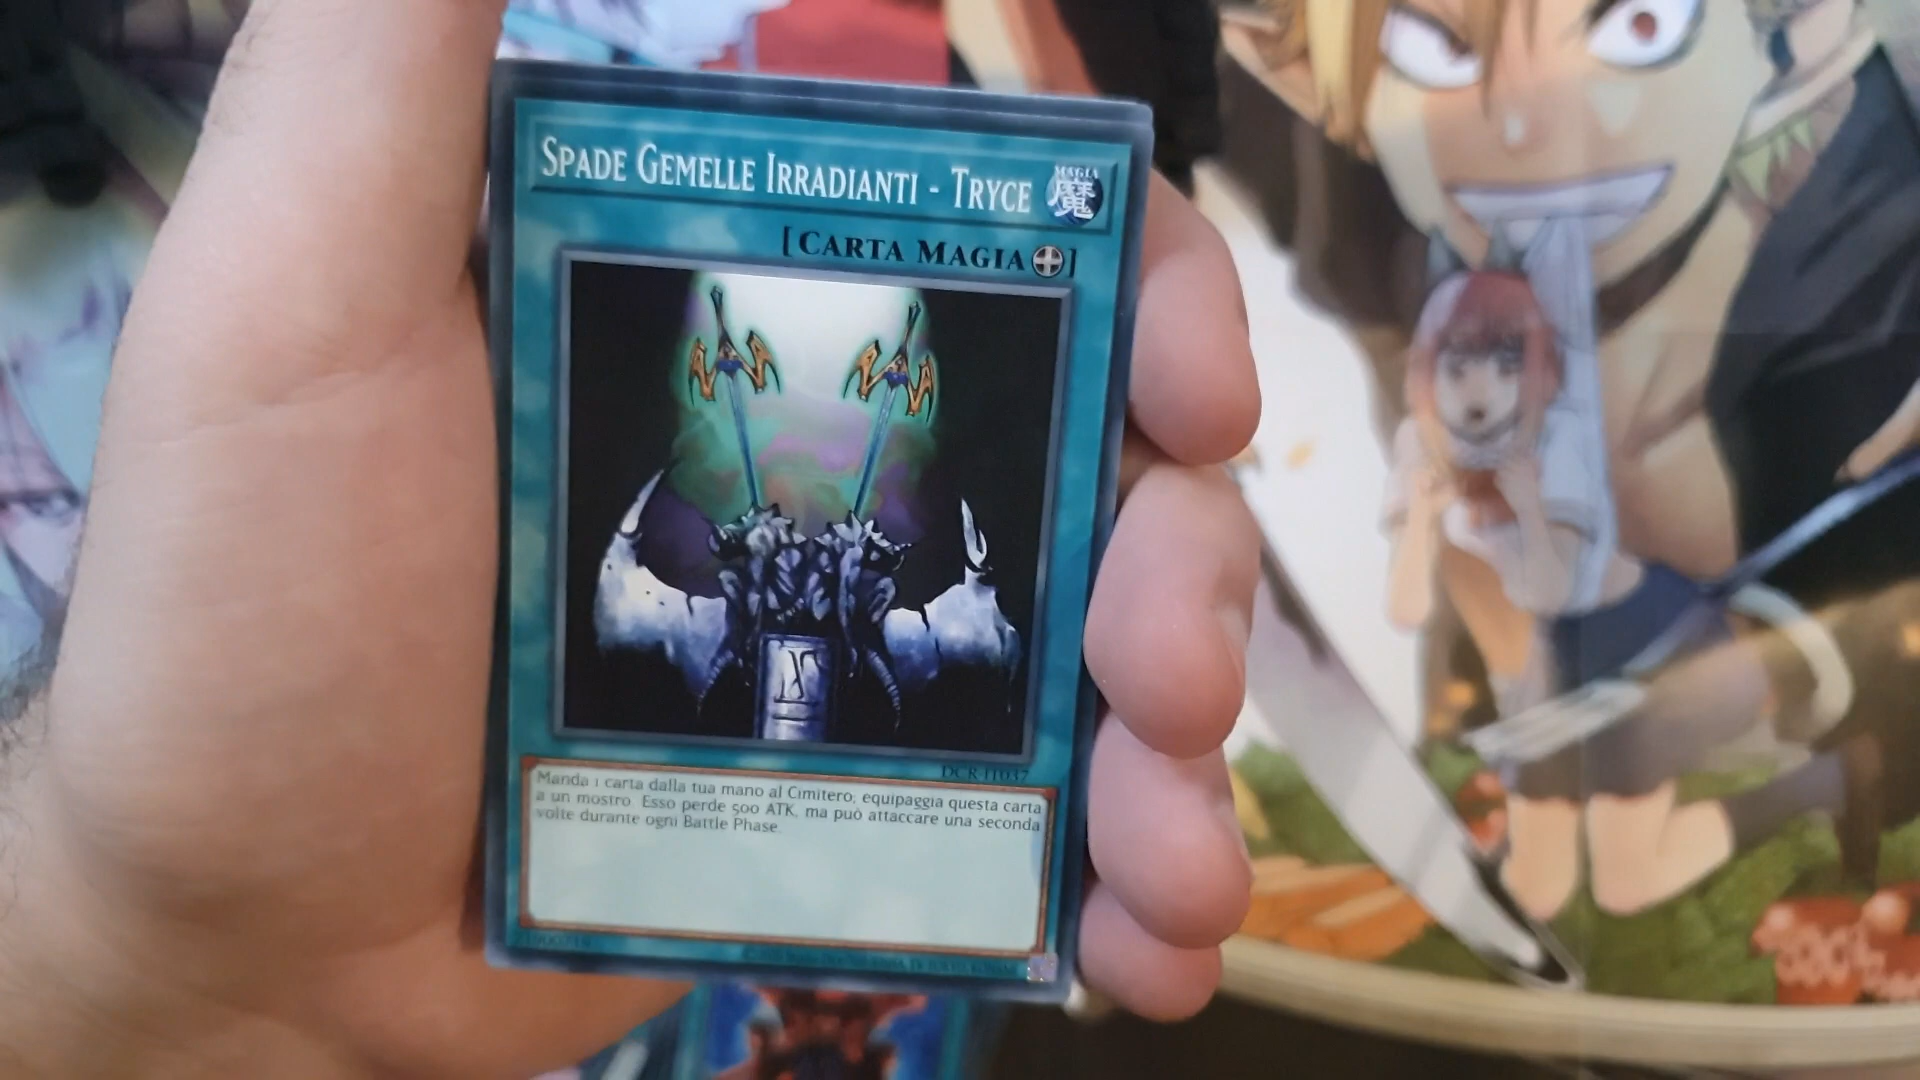 SPADE GEMELLE IRRADIANTI - TRYCE
MAGIA
魔
[CARTA MAGIA]
DCR-IT037
Manda 1 carta dalla tua mano al Cimitero; equipaggia questa carta
a un mostro. Esso perde 500 ATK, ma può attaccare una seconda
volte durante ogni Battle Phase.